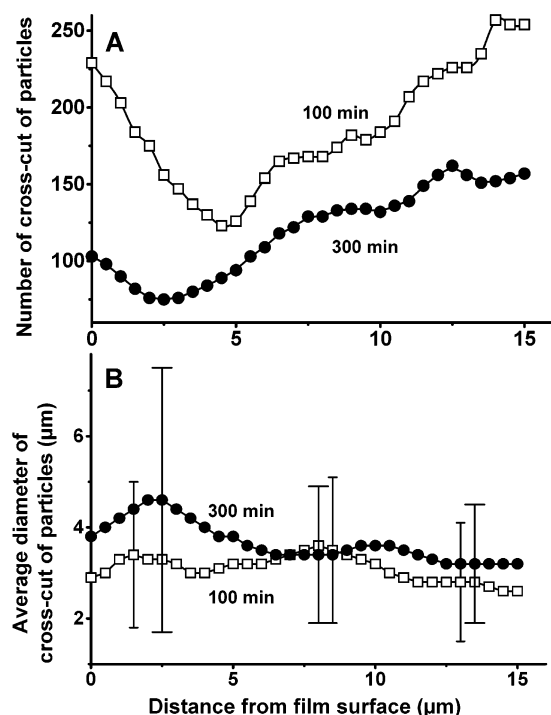 250
200
150
100
Number of cross-cut of particles
A
100 min
300 min
0
5
10
15
B
6
4
2
Average diameter of
cross-cut of particles (µm)
300 min
100 min
0
5
10
15
Distance from film surface (µm)